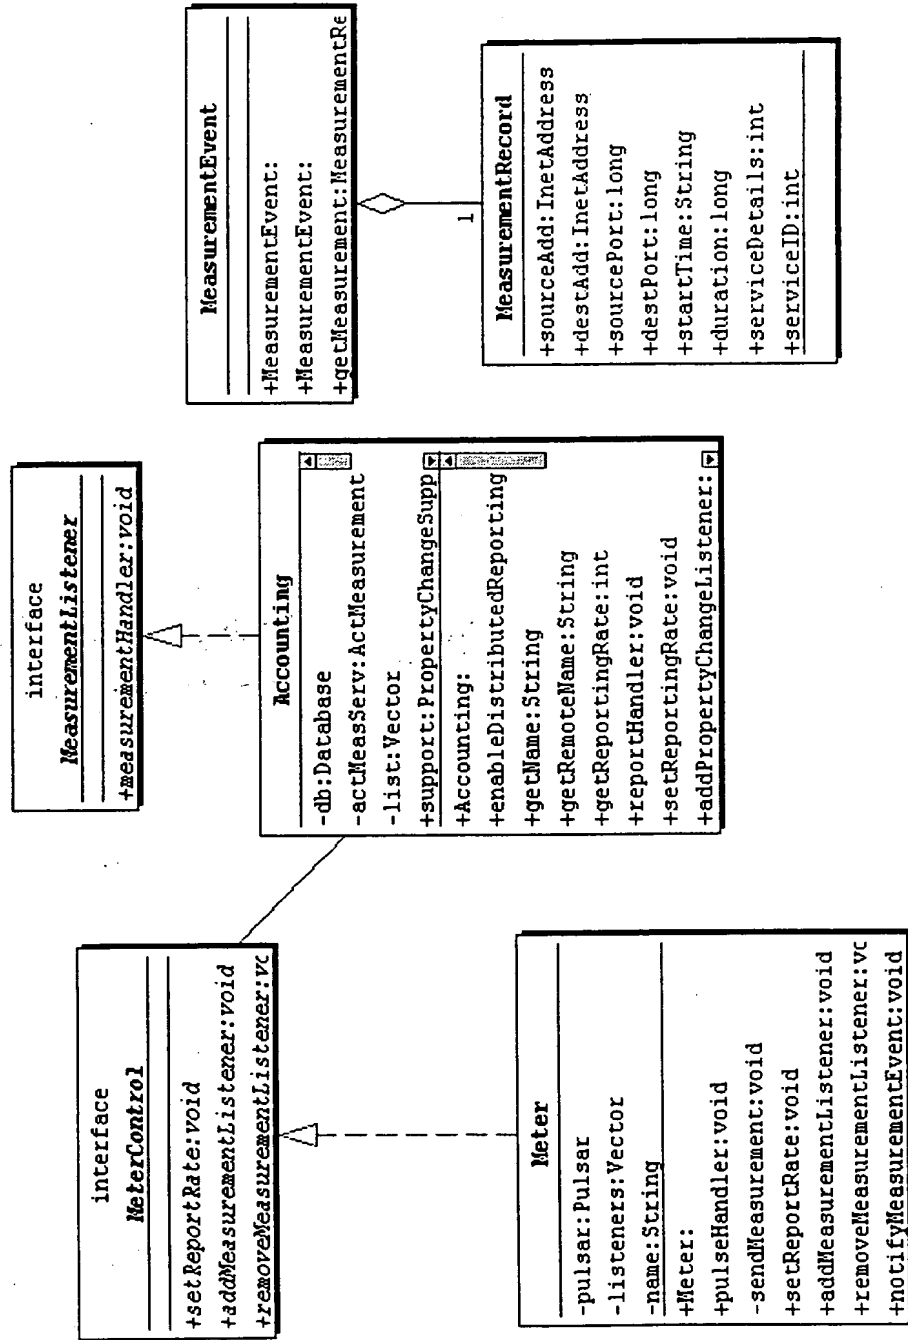 interface
MeterControl
+setReportRate:void
+addMeasurementListener:void
+removeMeasurementListener:vc
Meter
-pulsar:Pulsar
-listeners:Vector
-name:String
+Meter:
+pulseHandler:void
-sendMeasurement:void
+setReportRate:void
+addMeasurementListener:void
+removeMeasurementListener:vc
+notifyMeasurementEvent:void
interface
MeasurementListener
+measurementHandler:void
Accounting
-db:Database
-actMeasServ:ActMeasurement
-list:Vector
+support:PropertyChangeSupp
+Accounting:
+enableDistributedReporting
+getName:String
+getRemoteName:String
+getReportingRate:int
+reportHandler:void
+setReportingRate:void
+addPropertyChangeListener:
MeasurementEvent
+MeasurementEvent:
+MeasurementEvent:
+getMeasurement:MeasurementRe
1
MeasurementRecord
+sourceAdd:InetAddress
+destAdd:InetAddress
+sourcePort:long
+destPort:long
+startTime:String
+duration:long
+serviceDetails:int
+serviceID:int